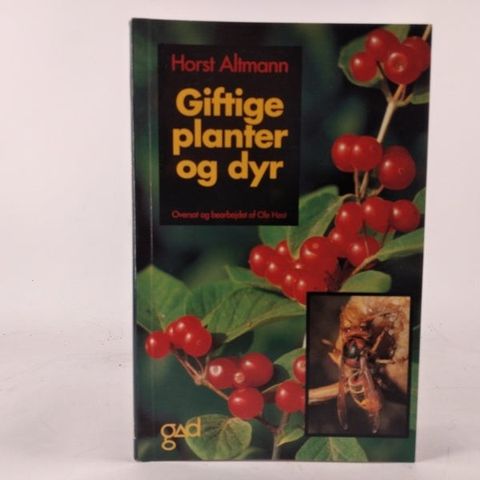 Horst Altmann
Giftige
planter
og dyr
Oversat og bearbejdet af Ole Høst
gad